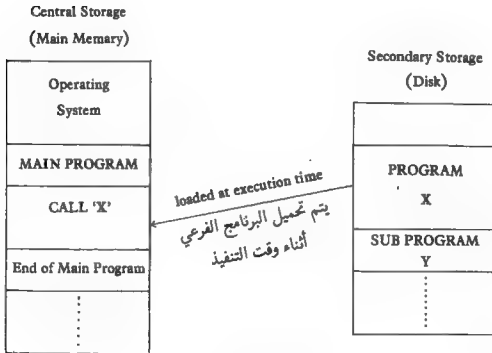 Central Storage
(Main Memary)
Operating
System
MAIN PROGRAM
CALL 'X'
End of Main Program
Secondary Storage
(Disk)
PROGRAM
X
SUB PROGRAM
Y
loaded at execution time
يتم تحميل البرنامج الفرعي
أثناء وقت التنفيذ